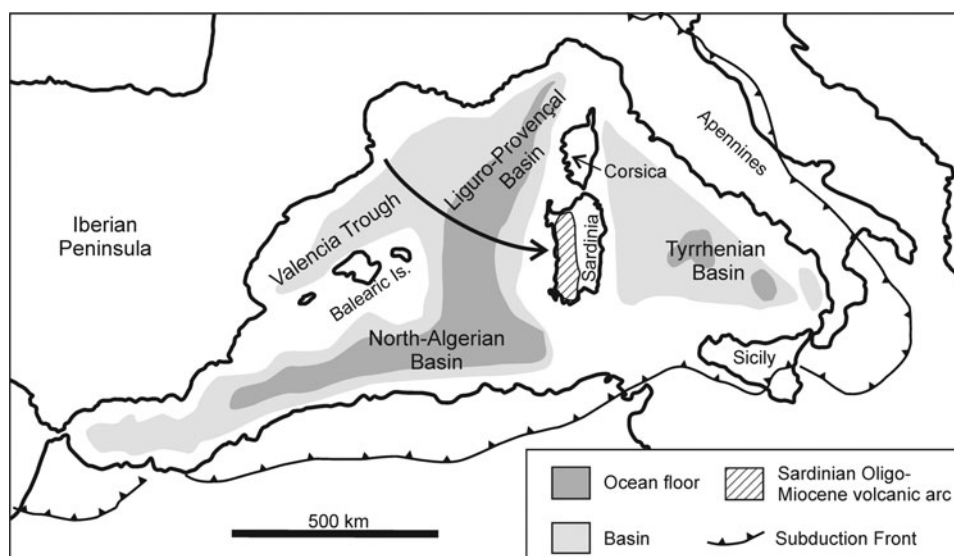 Iberian
Peninsula
Valencia Trough
Balearic Is.
Liguro-Provençal
Basin
Corsica
Sardinia
Apennines
Tyrrhenian
Basin
North-Algerian
Basin
Sicily
500 km
Ocean floor
Basin
Sardinian Oligo-
Miocene volcanic arc
Subduction Front